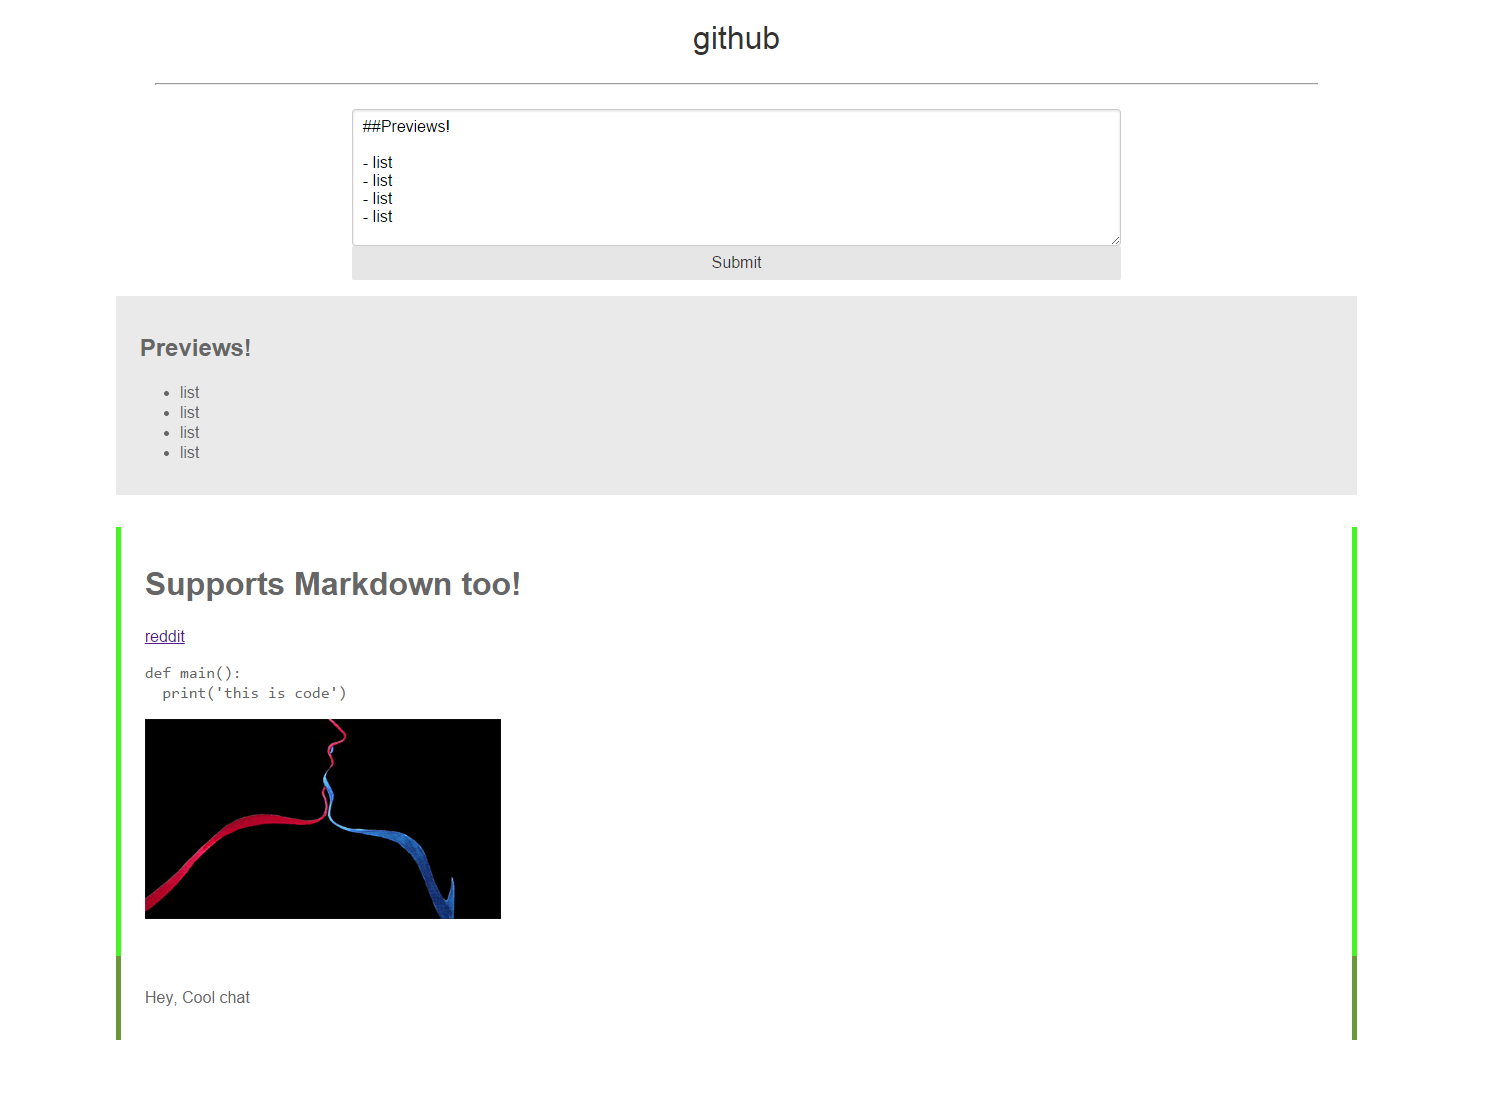 github
##Previews!
- list
- list
- list
- list
Submit
Previews!
• list
• list
• list
• list
Supports Markdown too!
reddit
def main():
  print('this is code')
Hey, Cool chat